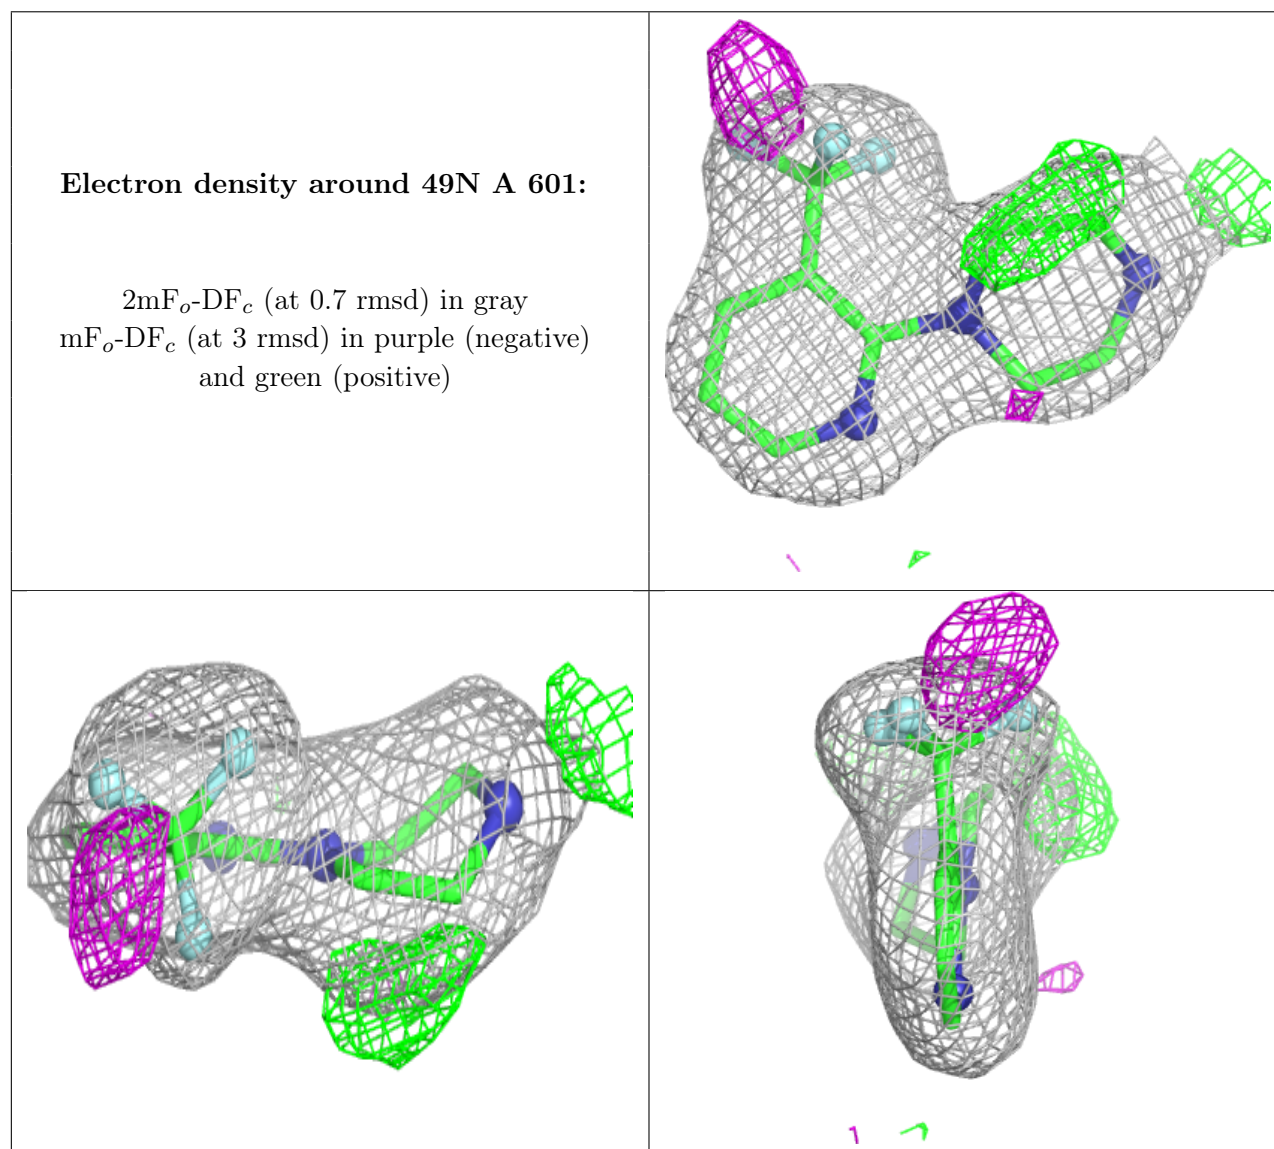 Electron density around 49N A 601:
2mFo-DFc (at 0.7 rmsd) in gray
mFo-DFc (at 3 rmsd) in purple (negative)
and green (positive)